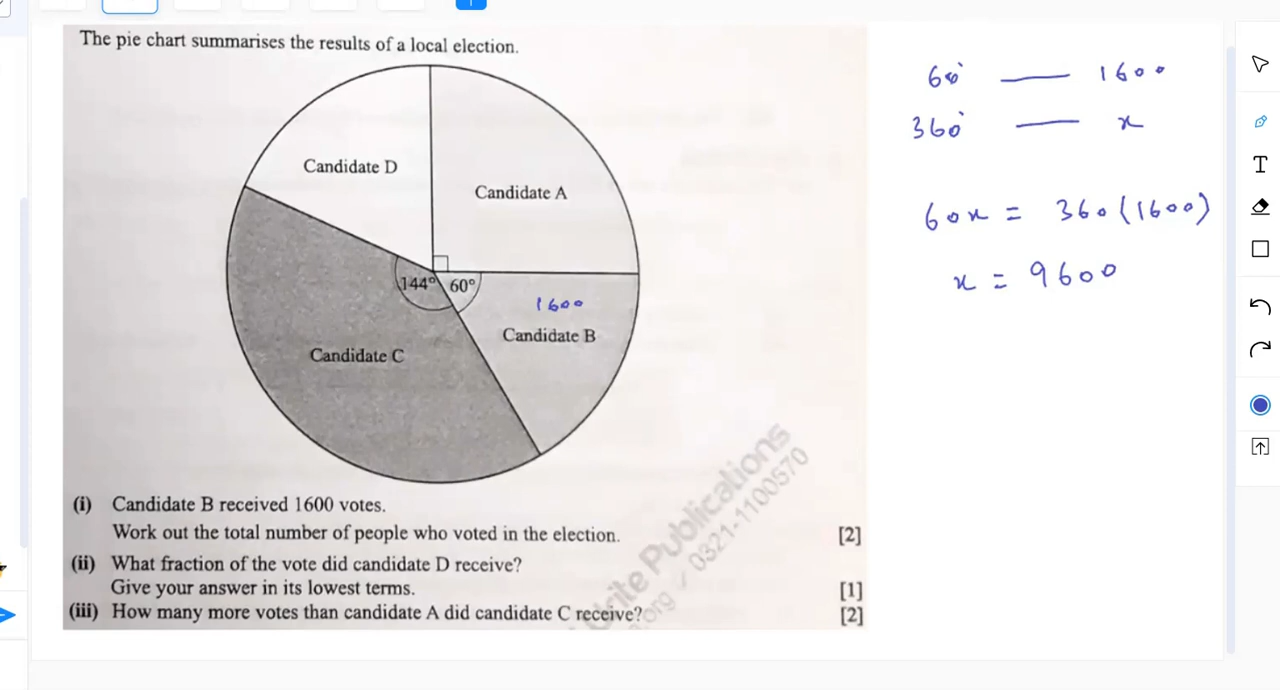 The pie chart summarises the results of a local election.
60° — 1600
360° — x
Candidate D
Candidate A
60x = 360(1600)
x = 9600
144° 60°
1600
Candidate B
Candidate C
(i) Candidate B received 1600 votes.
Work out the total number of people who voted in the election. [2]
(ii) What fraction of the vote did candidate D receive?
Give your answer in its lowest terms. [1]
(iii) How many more votes than candidate A did candidate C receive? [2]
Publications
0321-1100570
T